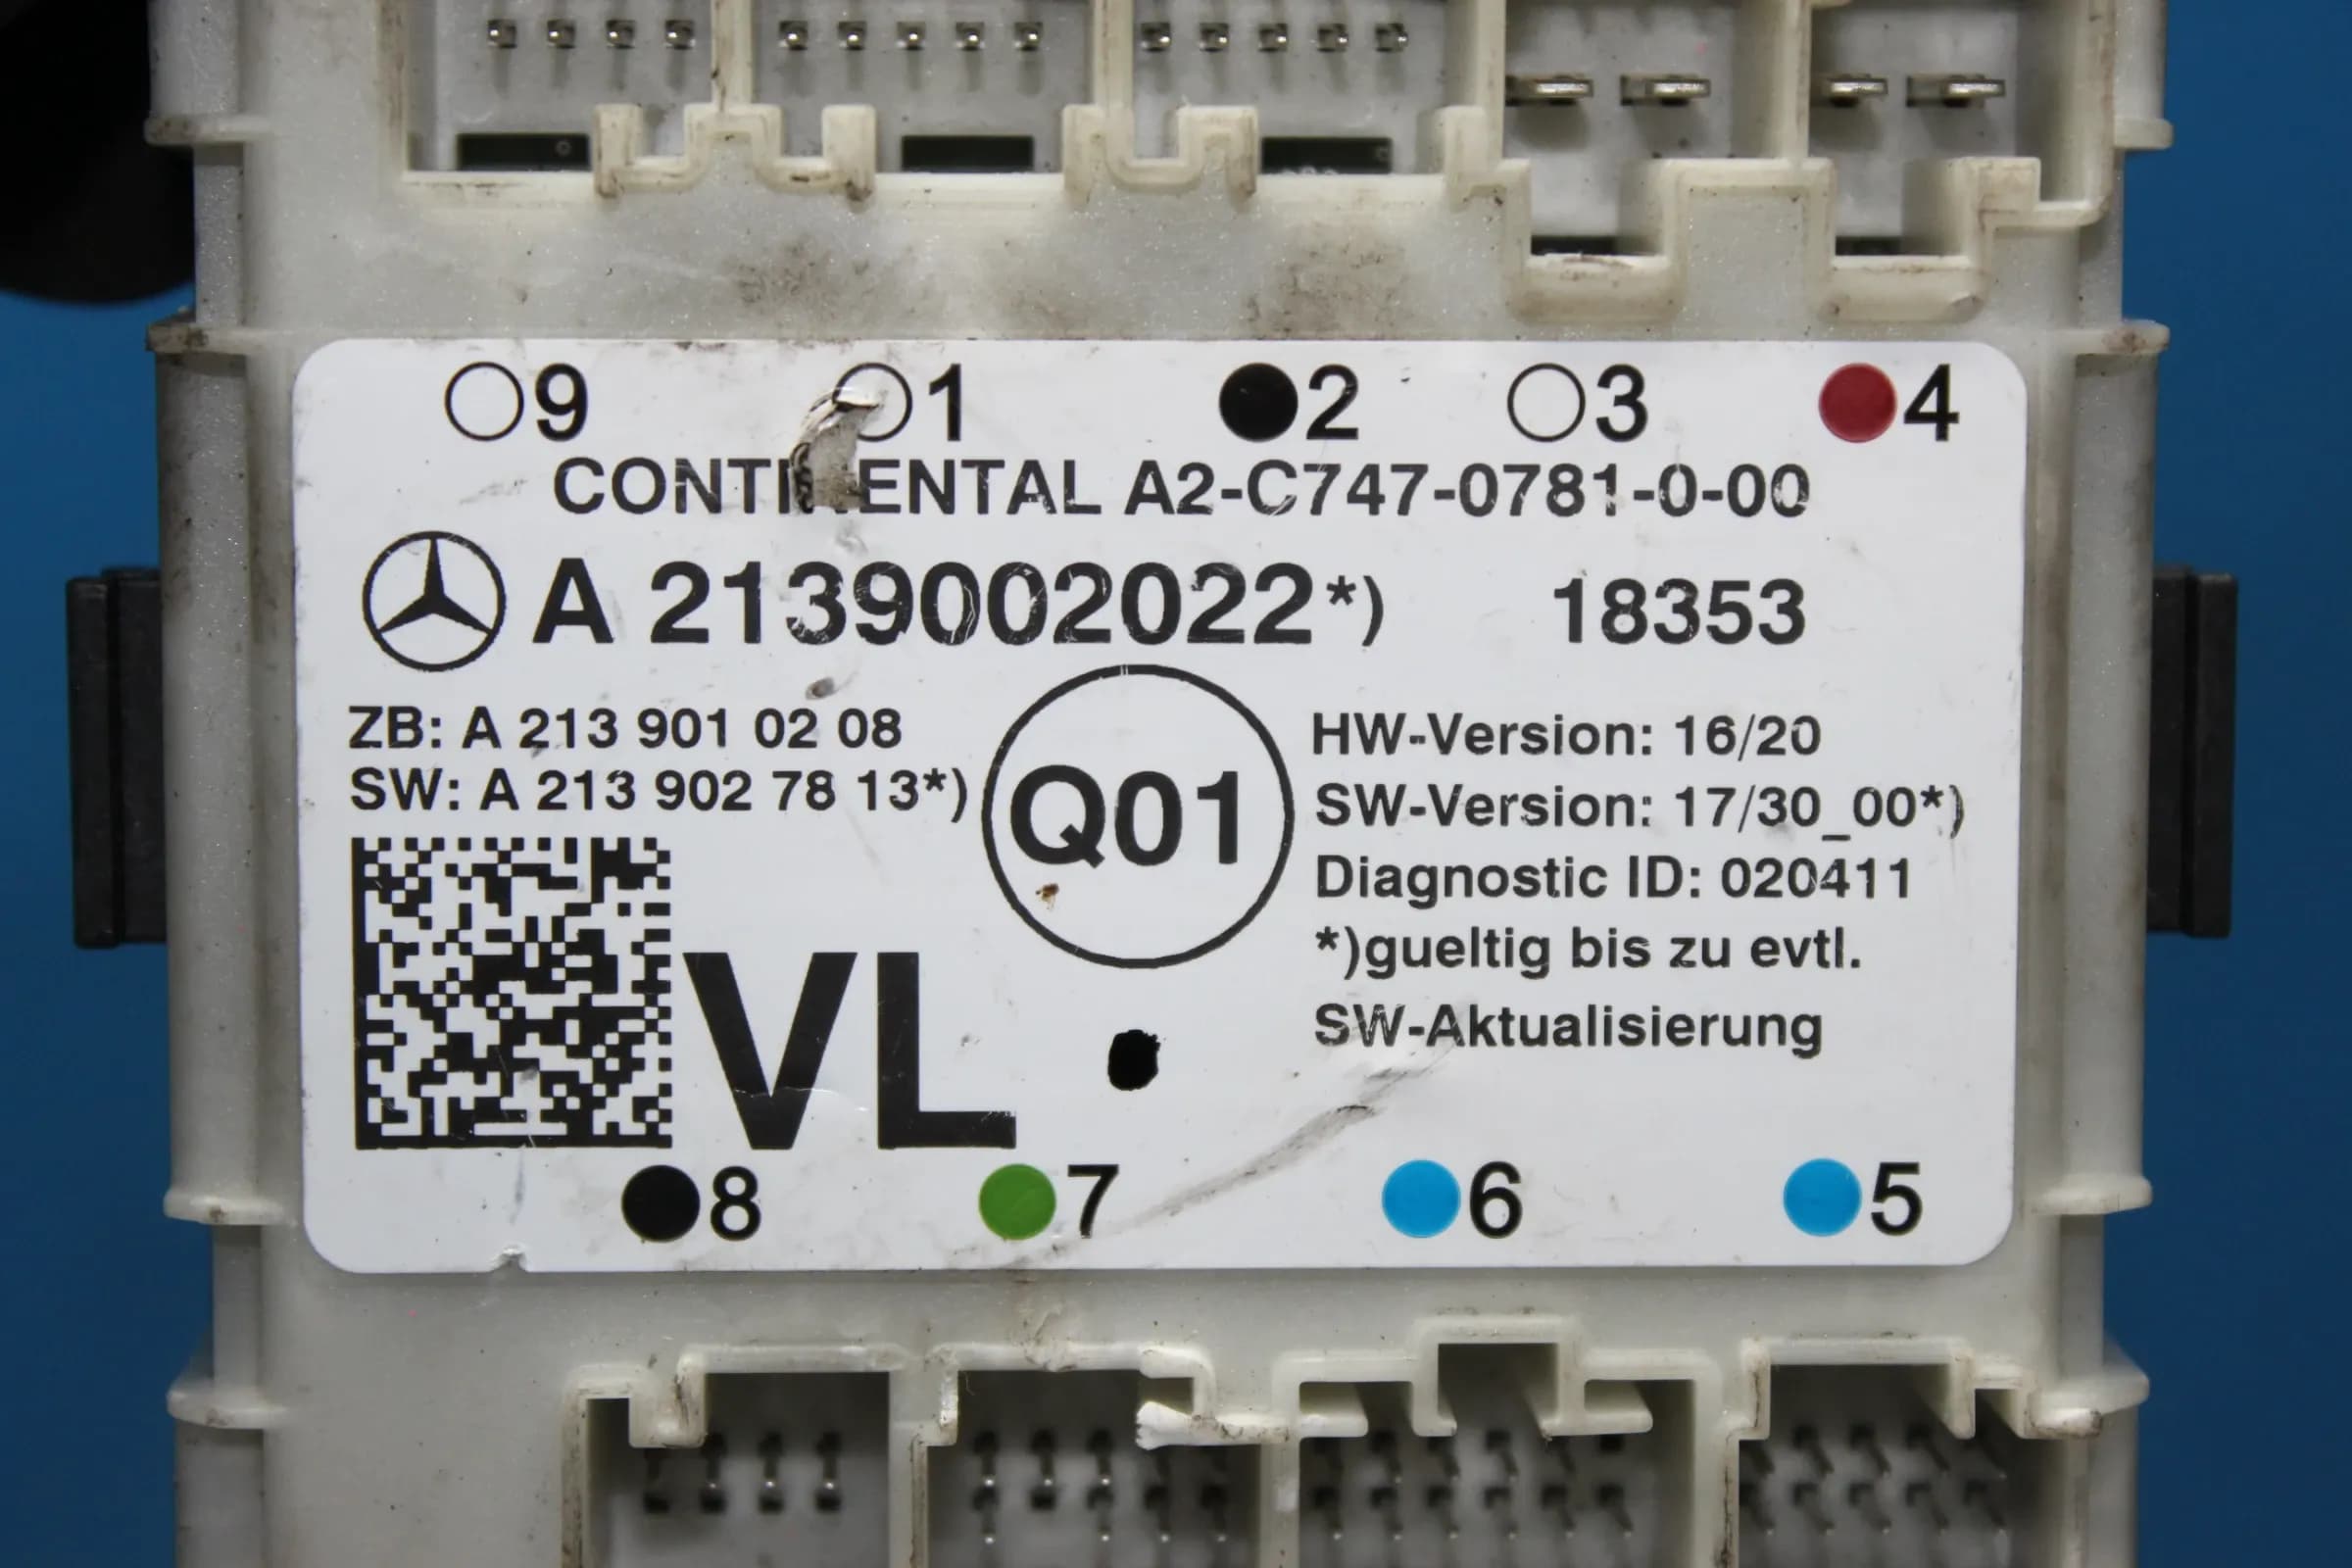 9 1 2 3 4
CONTINENTAL A2-C747-0781-0-00
A 2139002022*) 18353
ZB: A 213 901 02 08
SW: A 213 902 78 13*)
Q01
HW-Version: 16/20
SW-Version: 17/30_00*)
Diagnostic ID: 020411
*)gueltig bis zu evtl.
SW-Aktualisierung
VL
8 7 6 5